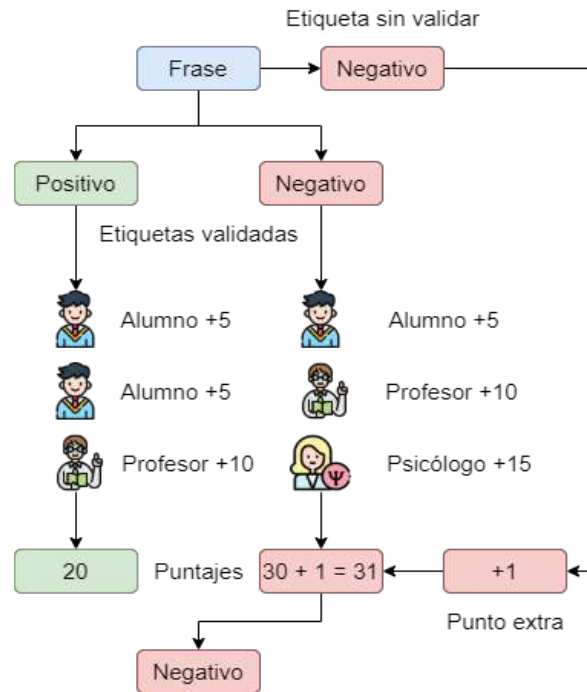 Etiqueta sin validar
Frase
Negativo
Positivo
Negativo
Etiquetas validadas
Alumno +5
Alumno +5
Alumno +5
Profesor +10
Profesor +10
Psicólogo +15
20
Puntajes
30 + 1 = 31
+1
Punto extra
Negativo